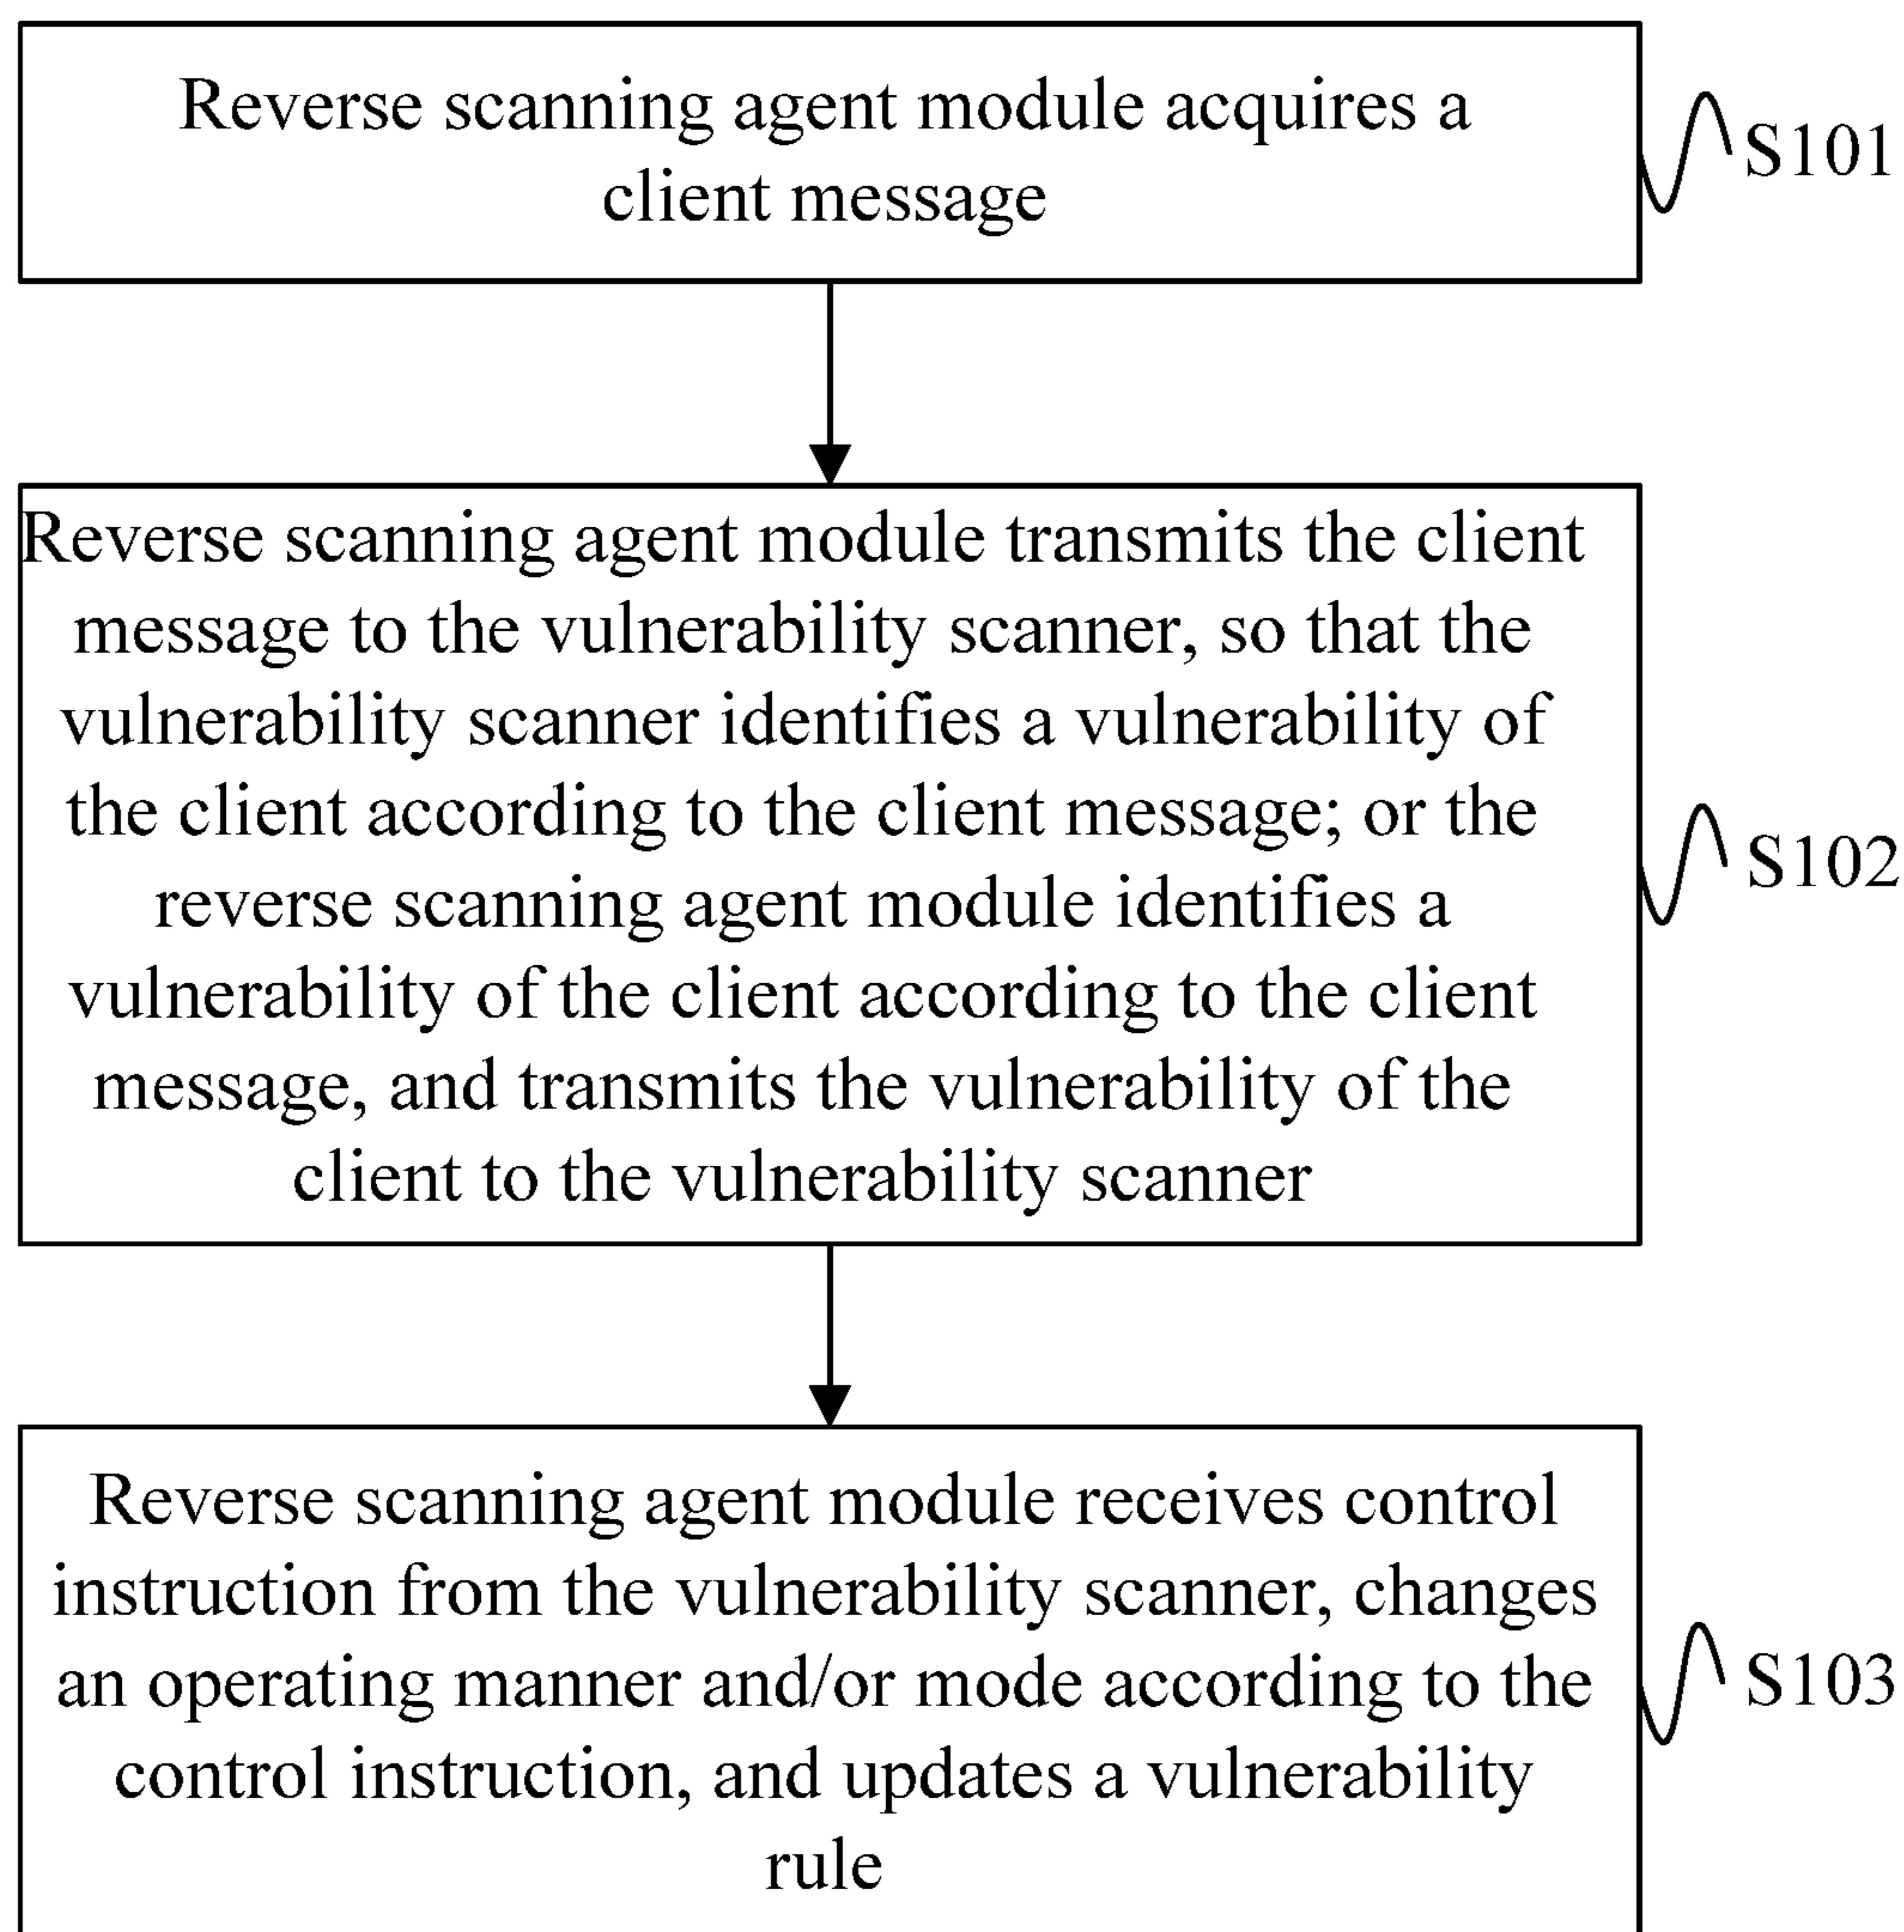 Reverse scanning agent module acquires a
client message
S101
Reverse scanning agent module transmits the client
message to the vulnerability scanner, so that the
vulnerability scanner identifies a vulnerability of
the client according to the client message; or the
reverse scanning agent module identifies a
vulnerability of the client according to the client
message, and transmits the vulnerability of the
client to the vulnerability scanner
S102
Reverse scanning agent module receives control
instruction from the vulnerability scanner, changes
an operating manner and/or mode according to the
control instruction, and updates a vulnerability
rule
S103